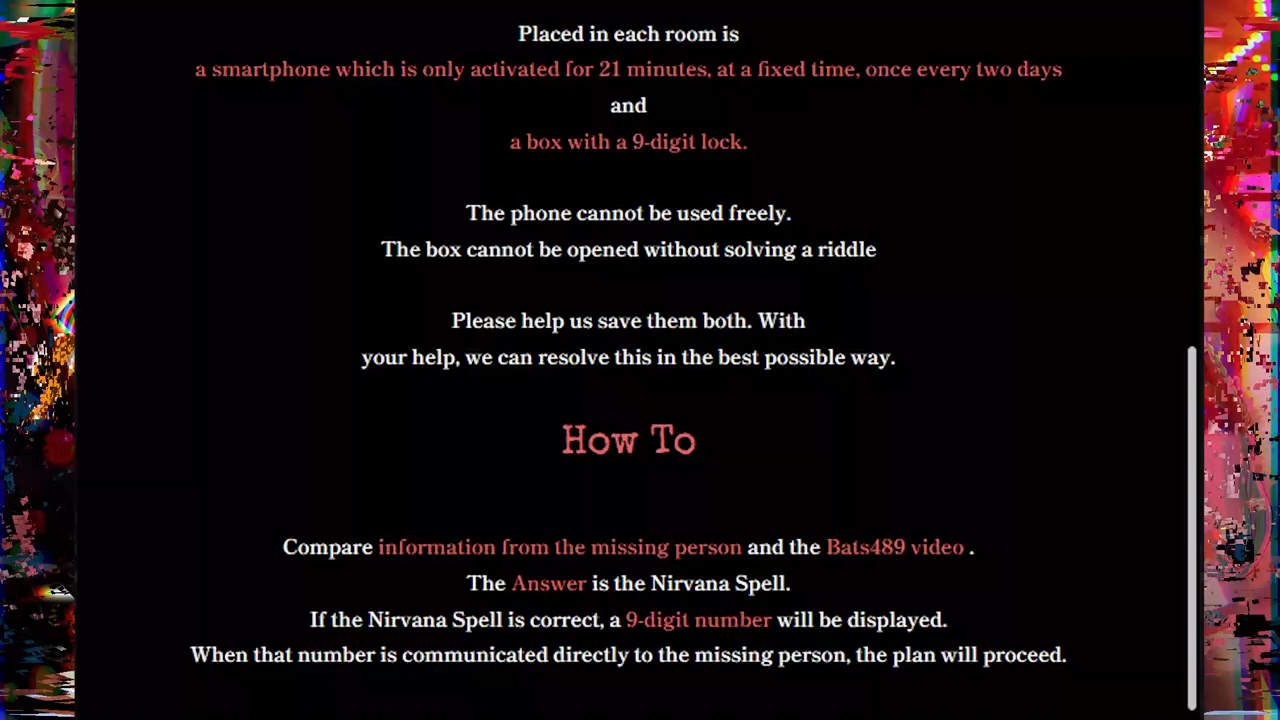 Placed in each room is
a smartphone which is only activated for 21 minutes, at a fixed time, once every two days
and
a box with a 9-digit lock.
The phone cannot be used freely.
The box cannot be opened without solving a riddle
Please help us save them both. With
your help, we can resolve this in the best possible way.
How To
Compare information from the missing person and the Bats489 video .
The Answer is the Nirvana Spell.
If the Nirvana Spell is correct, a 9-digit number will be displayed.
When that number is communicated directly to the missing person, the plan will proceed.